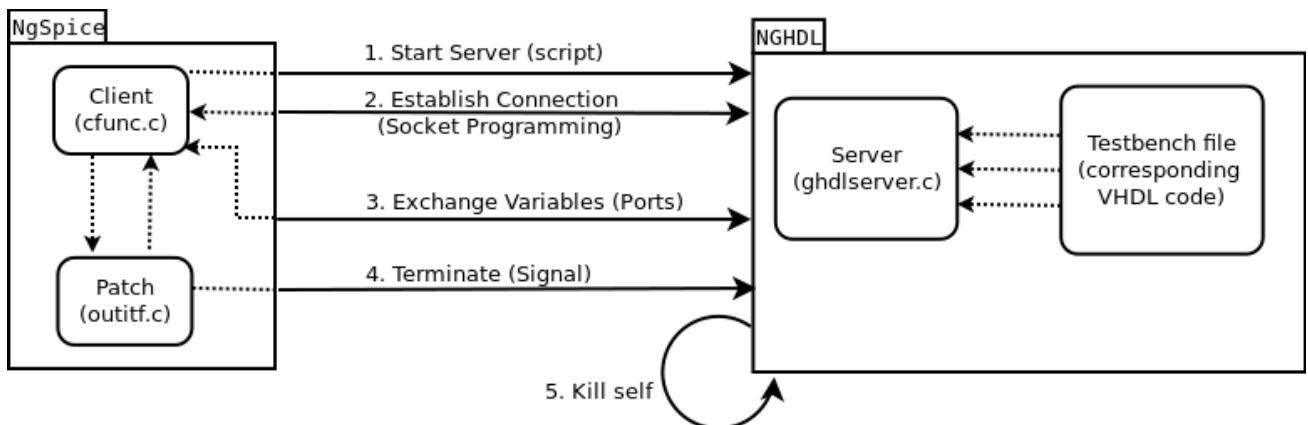 NgSpice
NGHDL
Client
(cfunc.c)
Patch
(outitf.c)
1. Start Server (script)
2. Establish Connection
(Socket Programming)
3. Exchange Variables (Ports)
4. Terminate (Signal)
5. Kill self
Server
(ghdlserver.c)
Testbench file
(corresponding
VHDL code)